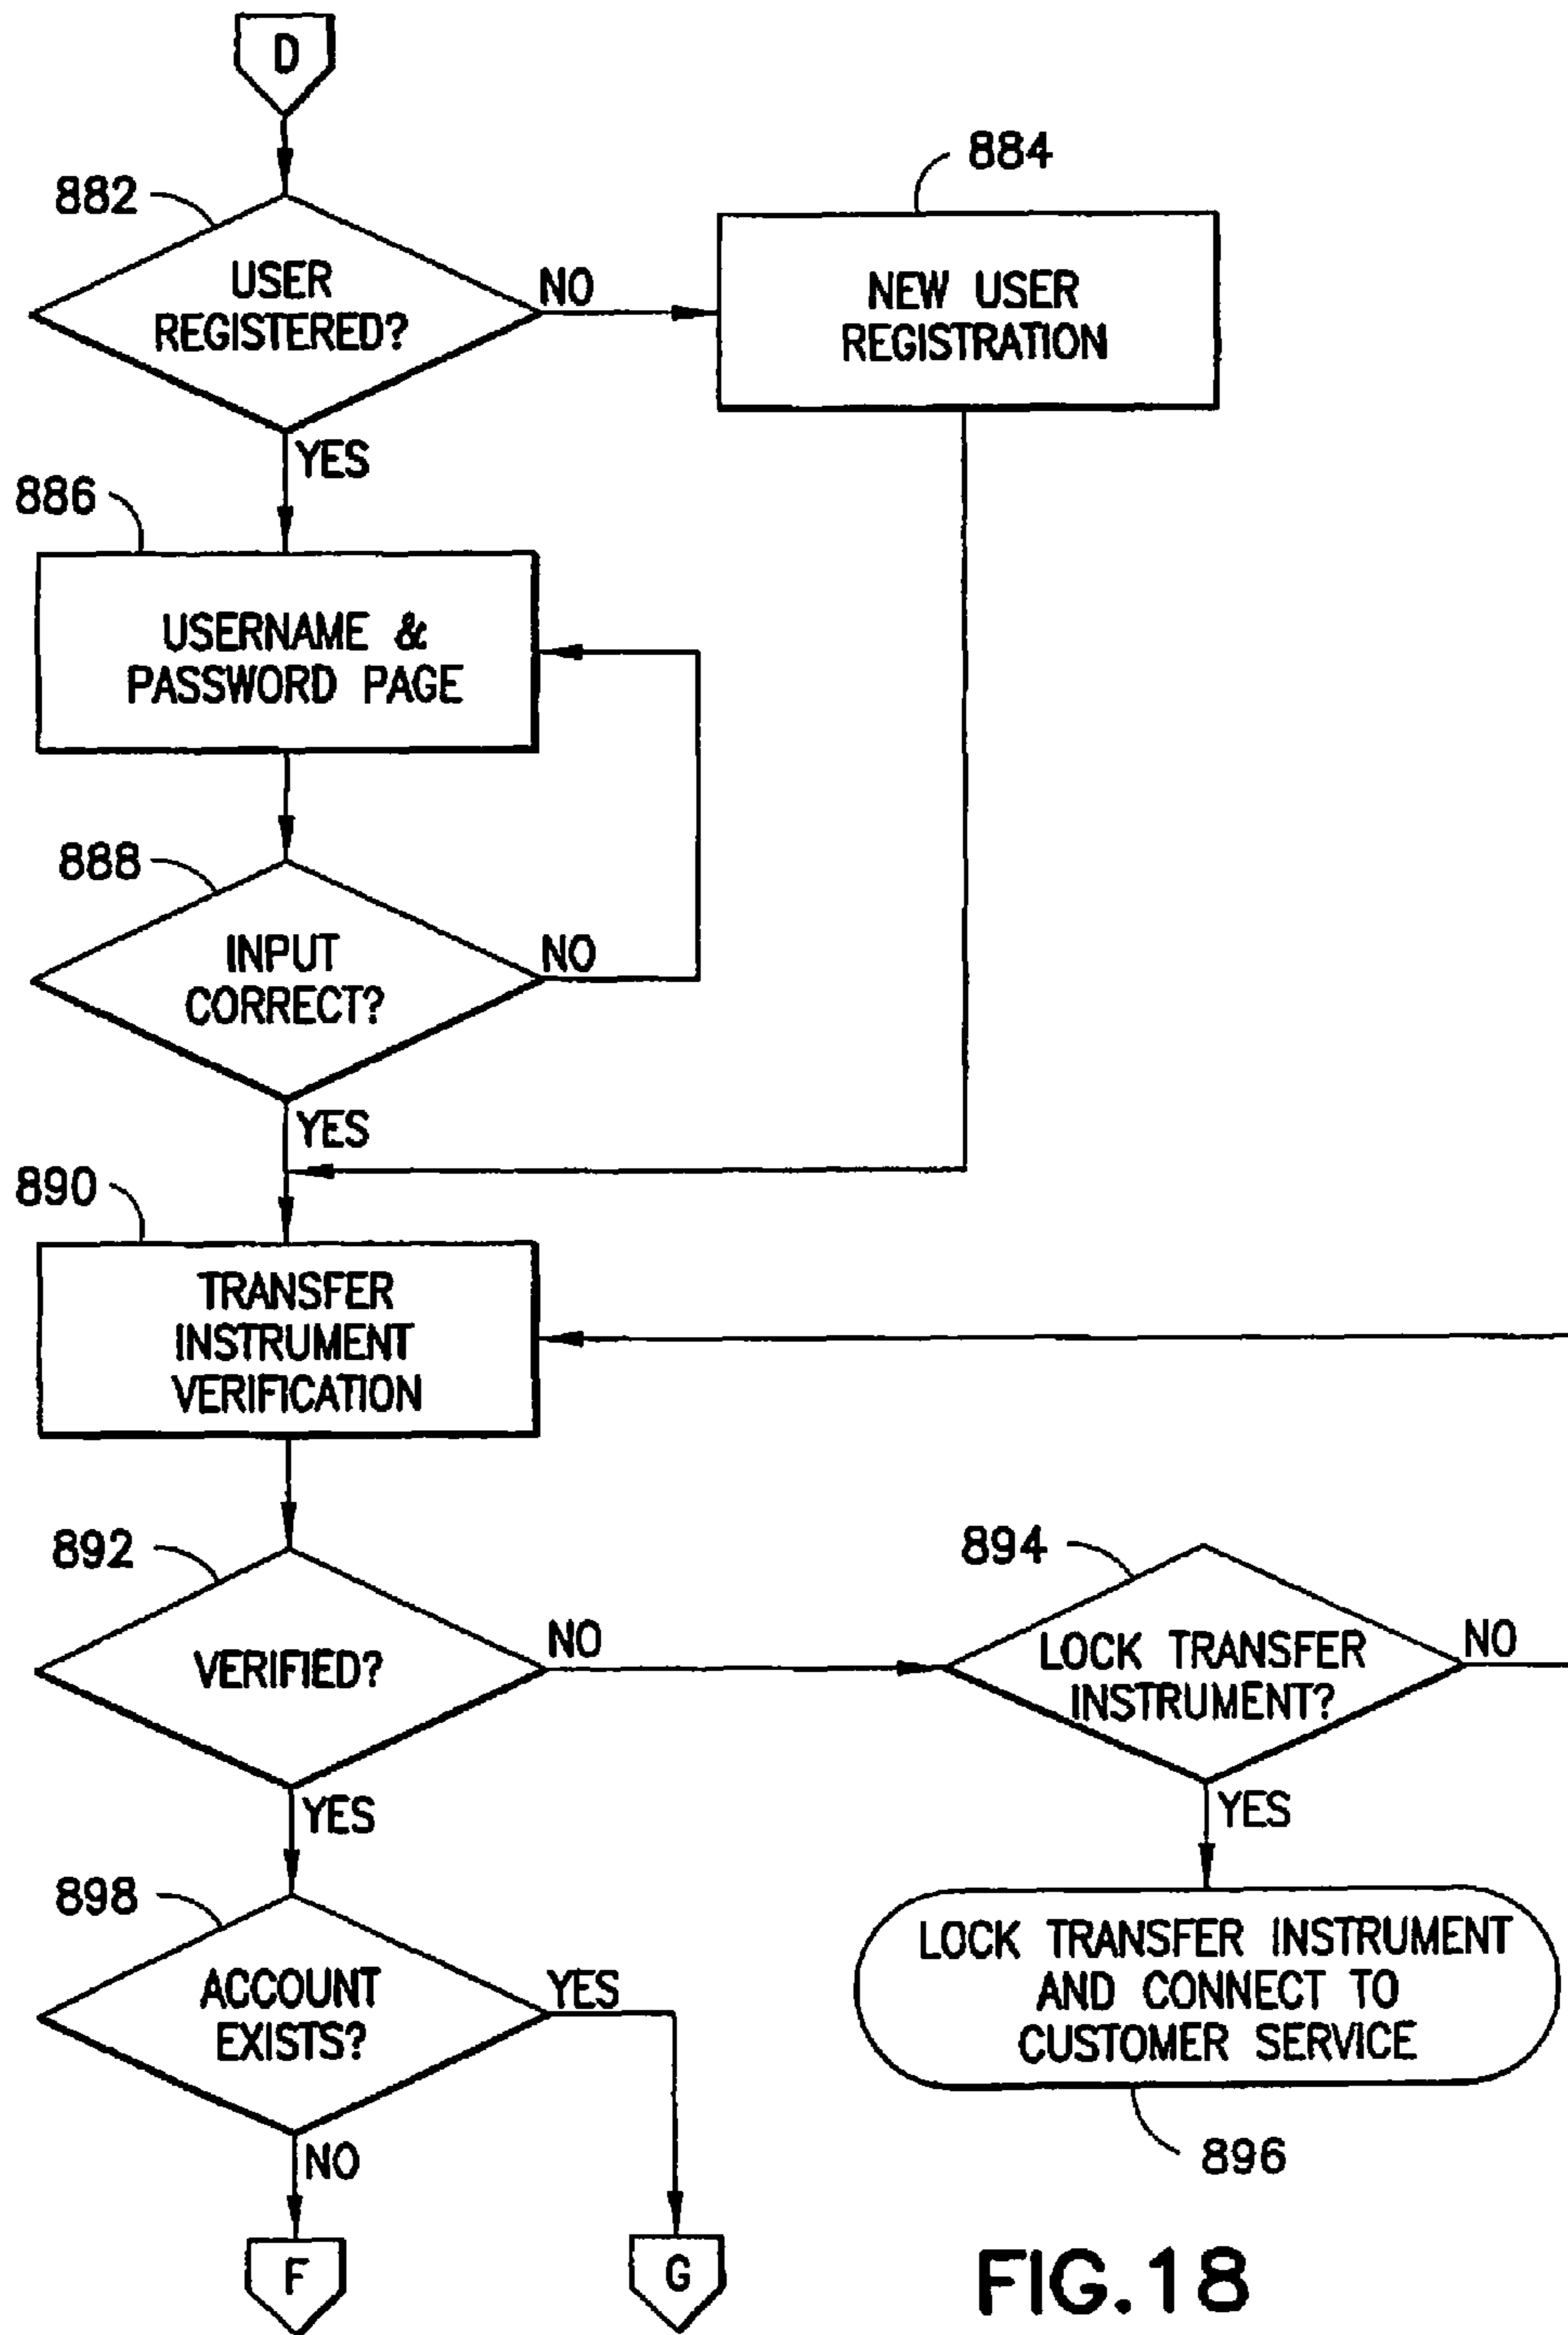 D
882
884
USER
REGISTERED?
NO
NEW USER
REGISTRATION
YES
886
USERNAME &
PASSWORD PAGE
888
INPUT
CORRECT?
NO
YES
890
TRANSFER
INSTRUMENT
VERIFICATION
892
894
VERIFIED?
NO
LOCK TRANSFER
INSTRUMENT?
NO
YES
YES
898
ACCOUNT
EXISTS?
YES
LOCK TRANSFER INSTRUMENT
AND CONNECT TO
CUSTOMER SERVICE
896
NO
F
G
FIG.18